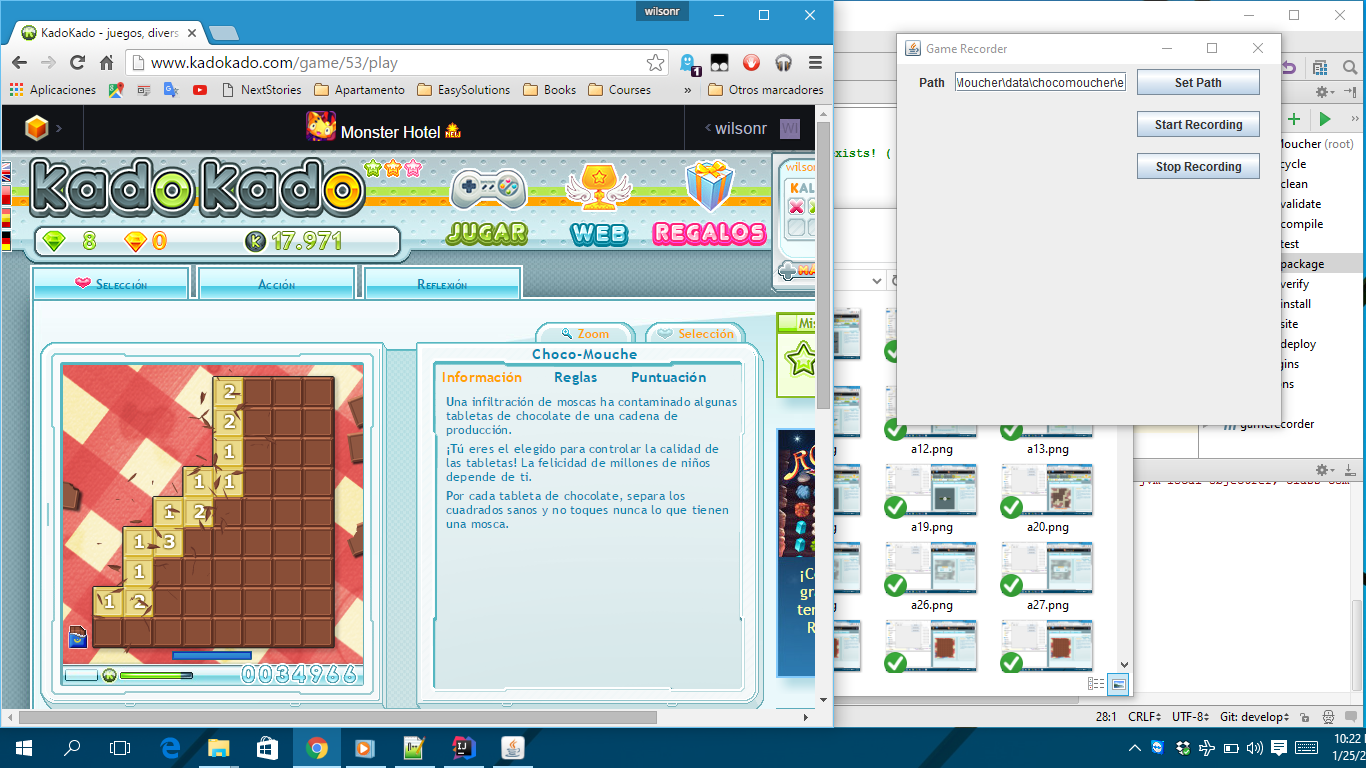 wilsonr
KadoKado - juegos, divers
www.kadokado.com/game/53/play
1
Aplicaciones
NextStories
Apartamento
EasySolutions
Books
Courses
»
Otros marcadores
Monster Hotel NEW
wilsonr
WI
KadoKado
JUGAR
WEB
REGALOS
8
0
K 17.971
Selección
Acción
Reflexión
Zoom
Selección
Choco-Mouche
Información
Reglas
Puntuación
Una infiltración de moscas ha contaminado algunas
tabletas de chocolate de una cadena de
producción.
¡Tú eres el elegido para controlar la calidad de
las tabletas! La felicidad de millones de niños
depende de ti.
Por cada tableta de chocolate, separa los
cuadrados sanos y no toques nunca lo que tienen
una mosca.
2
2
1
1 1
1 2
1 3
1
1 2
0034966
Game Recorder
Path
Moucher\data\chocomoucher\e
Set Path
Start Recording
Stop Recording
xists! (
Moucher (root)
cycle
clean
validate
compile
test
package
verify
install
site
deploy
gins
ns
gamerecorder
a12.png
a13.png
a19.png
a20.png
a26.png
a27.png
28:1
CRLF
UTF-8
Git: develop
10:22
1/25/2